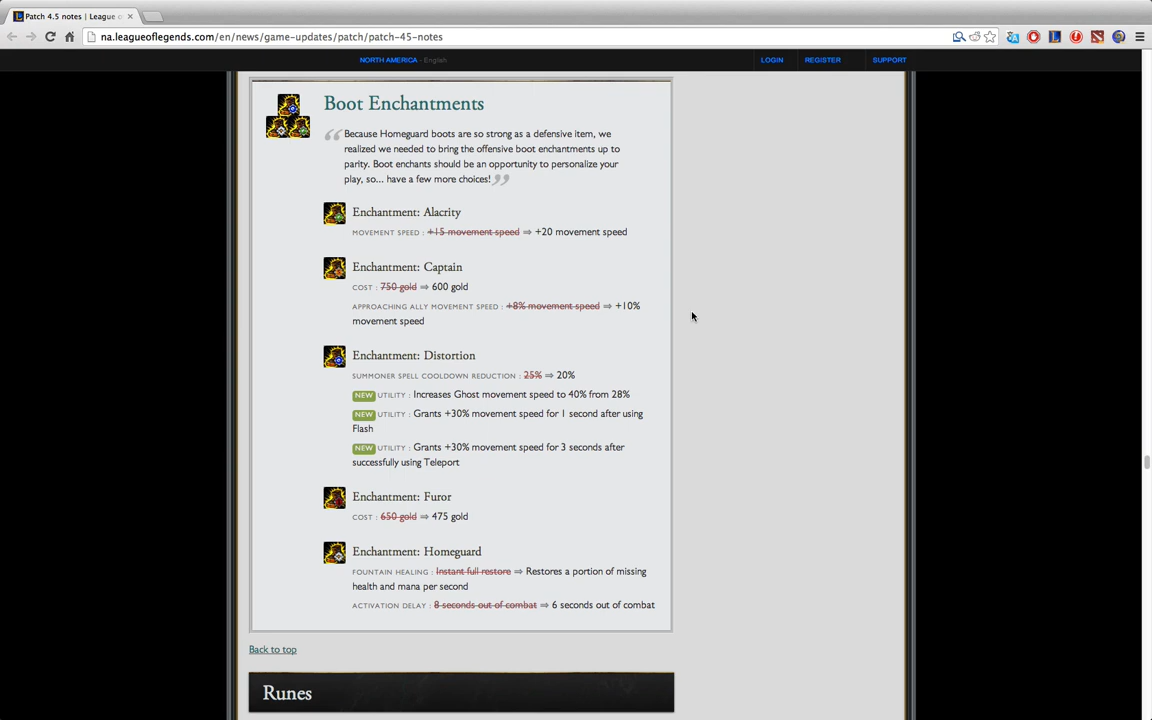 Patch 4.5 notes | League o
na.leagueoflegends.com/en/news/game-updates/patch/patch-45-notes
NORTH AMERICA - English LOGIN REGISTER SUPPORT
Boot Enchantments
“ Because Homeguard boots are so strong as a defensive item, we
realized we needed to bring the offensive boot enchantments up to
parity. Boot enchants should be an opportunity to personalize your
play, so... have a few more choices! ”
Enchantment: Alacrity
MOVEMENT SPEED : +15 movement speed ⇒ +20 movement speed
Enchantment: Captain
COST : 750 gold ⇒ 600 gold
APPROACHING ALLY MOVEMENT SPEED : +8% movement speed ⇒ +10%
movement speed
Enchantment: Distortion
SUMMONER SPELL COOLDOWN REDUCTION : 25% ⇒ 20%
NEW UTILITY : Increases Ghost movement speed to 40% from 28%
NEW UTILITY : Grants +30% movement speed for 1 second after using
Flash
NEW UTILITY : Grants +30% movement speed for 3 seconds after
successfully using Teleport
Enchantment: Furor
COST : 650 gold ⇒ 475 gold
Enchantment: Homeguard
FOUNTAIN HEALING : Instant full restore ⇒ Restores a portion of missing
health and mana per second
ACTIVATION DELAY : 8 seconds out of combat ⇒ 6 seconds out of combat
Back to top
Runes